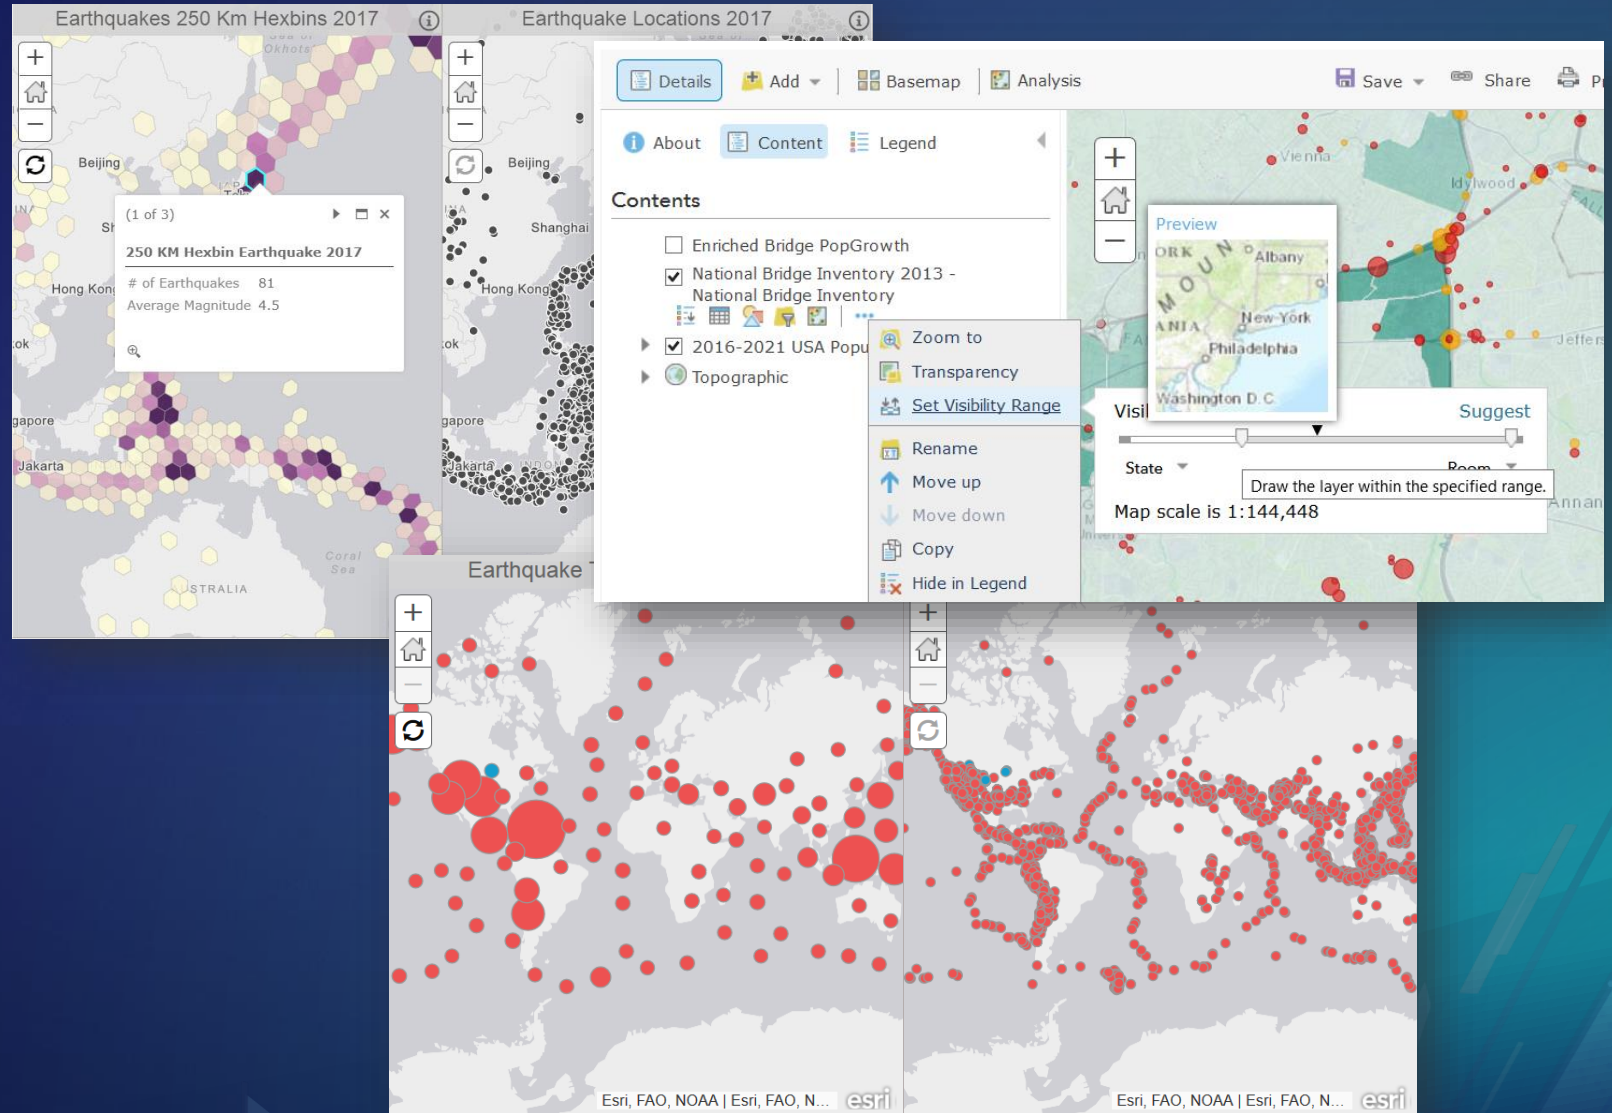 Earthquakes 250 Km Hexbins 2017
Okhots
Beijing
Hong Kong
gapore
Jakarta
Coral
Sea
STRALIA
(1 of 3)
250 KM Hexbin Earthquake 2017
# of Earthquakes 81
Average Magnitude 4.5
Earthquake Locations 2017
Beijing
Shanghai
Hong Kong
gapore
Jakarta
Details
Add
Basemap
Analysis
Save
Share
About
Content
Legend
Contents
Enriched Bridge PopGrowth
National Bridge Inventory 2013 -
National Bridge Inventory
2016-2021 USA Popu
Topographic
Zoom to
Transparency
Set Visibility Range
Rename
Move up
Move down
Copy
Hide in Legend
Vienna
Idylwood
Jeffers
Annan
Preview
ORK
Albany
MOUN
ANIA
New York
Philadelphia
Washington D.C.
Visi
Suggest
State
Room
Draw the layer within the specified range.
Map scale is 1:144,448
Earthquake
Esri, FAO, NOAA | Esri, FAO, N...
esri
Esri, FAO, NOAA | Esri, FAO, N...
esri